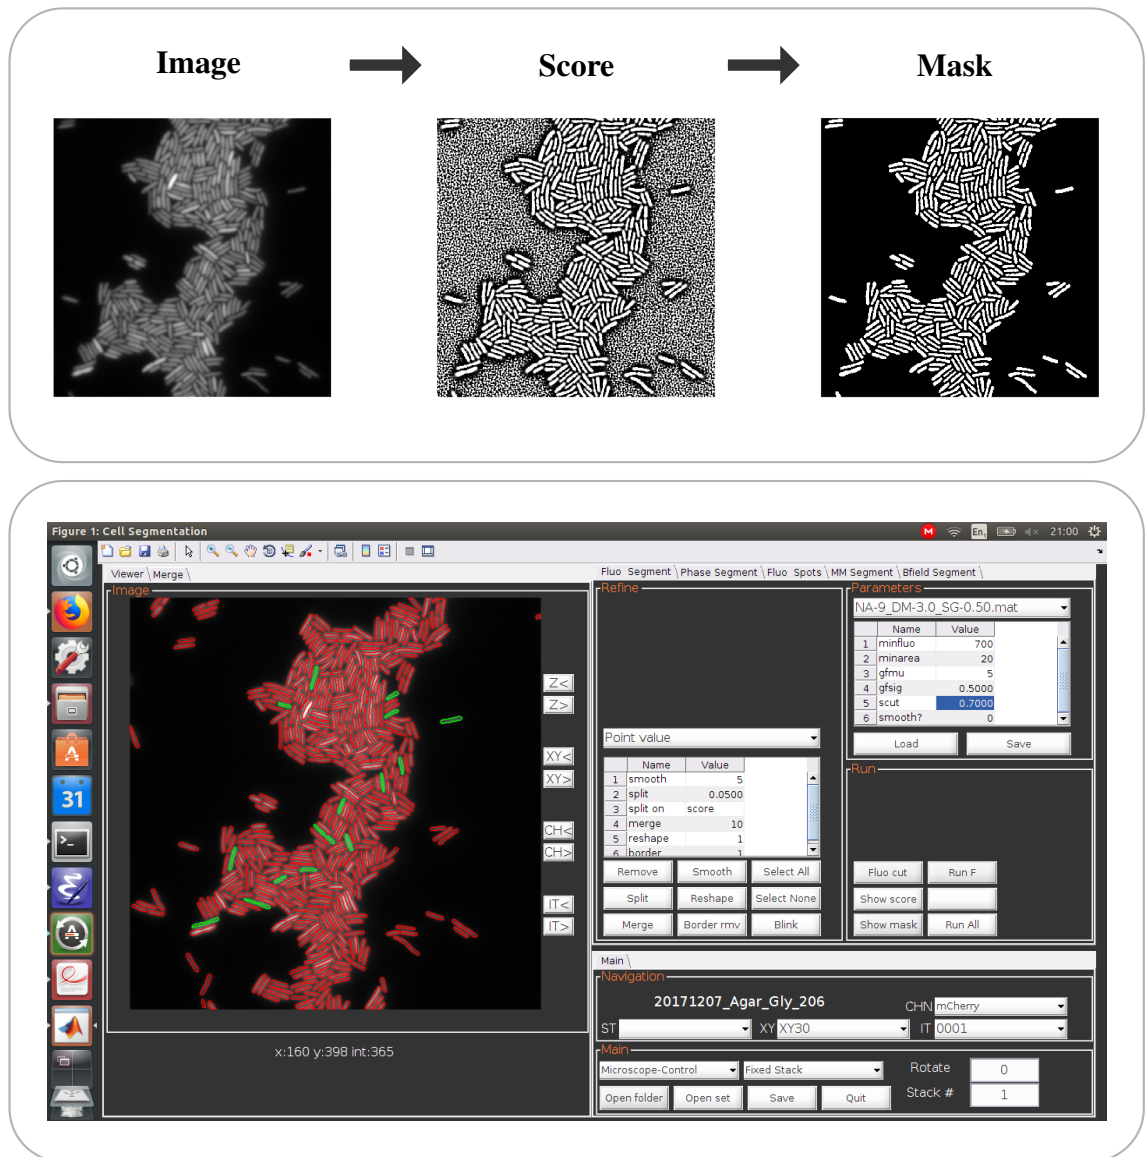 Image
Score
Mask
Figure 1: Cell Segmentation
M
En
21:00
Viewer
Merge
Fluo Segment
Phase Segment
Fluo Spots
MM Segment
Bfield Segment
Image
Z<
Z>
XY<
XY>
CH<
CH>
IT<
IT>
x:160 y:398 int:365
31
Refine
Point value
Name Value
1 smooth 5
2 split 0.0500
3 split on score
4 merge 10
5 reshape 1
6 border 1
Remove Smooth Select All
Split Reshape Select None
Merge Border rmv Blink
Parameters
NA-9_DM-3.0_SG-0.50.mat
Name Value
1 minfluo 700
2 minarea 20
3 gfmu 5
4 gfsig 0.5000
5 scut 0.7000
6 smooth? 0
Load Save
Run
Fluo cut Run F
Show score
Show mask Run All
Main
Navigation
20171207_Agar_Gly_206
CHN mCherry
ST XY XY30 IT 0001
Main
Microscope-Control Fixed Stack Rotate 0
Open folder Open set Save Quit Stack # 1